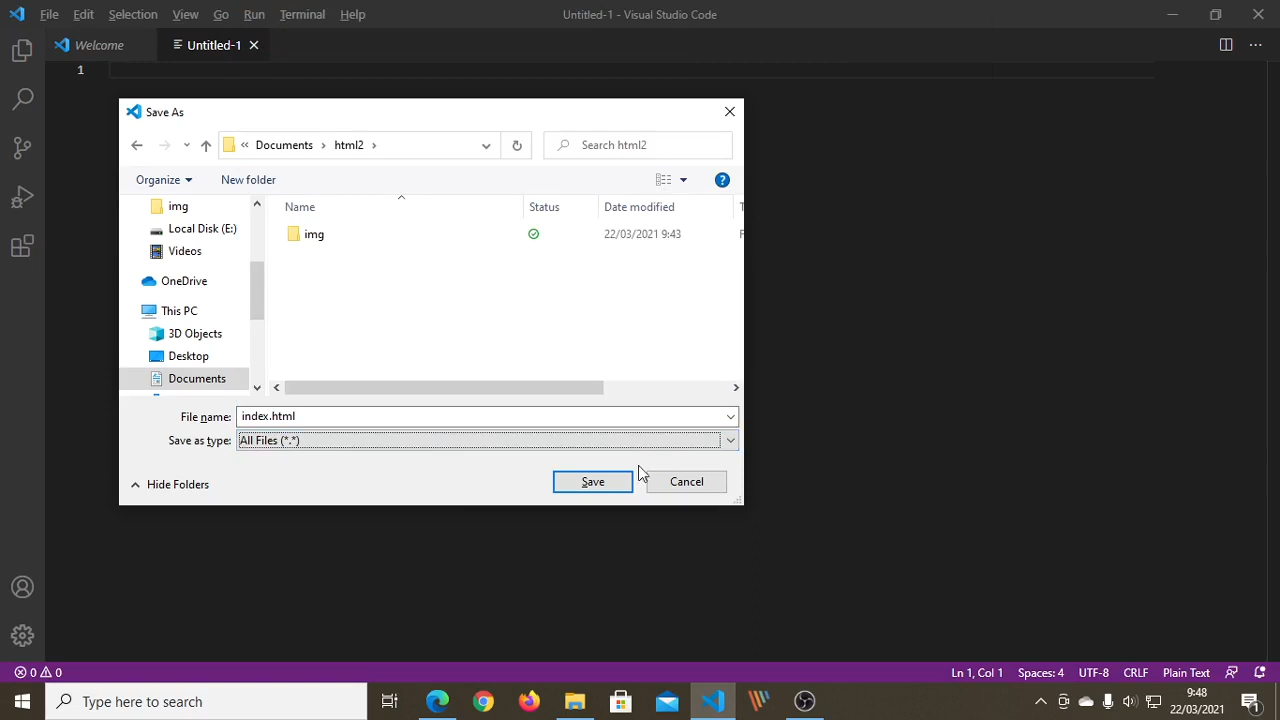 File Edit Selection View Go Run Terminal Help Untitled-1 - Visual Studio Code
Welcome Untitled-1
1
Save As
« Documents › html2 › Search html2
Organize New folder
img Name Status Date modified
Local Disk (E:) img 22/03/2021 9:43
Videos
OneDrive
This PC
3D Objects
Desktop
Documents
File name: index.html
Save as type: All Files (*.*)
Hide Folders Save Cancel
0 0 Ln 1, Col 1 Spaces: 4 UTF-8 CRLF Plain Text
Type here to search 9:48
22/03/2021 1